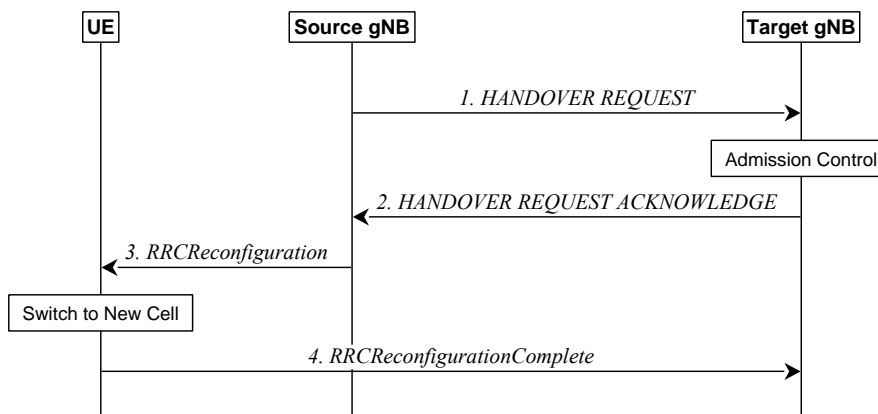 UE
Source gNB
Target gNB
1. HANDOVER REQUEST
Admission Control
2. HANDOVER REQUEST ACKNOWLEDGE
3. RRCReconfiguration
Switch to New Cell
4. RRCReconfigurationComplete